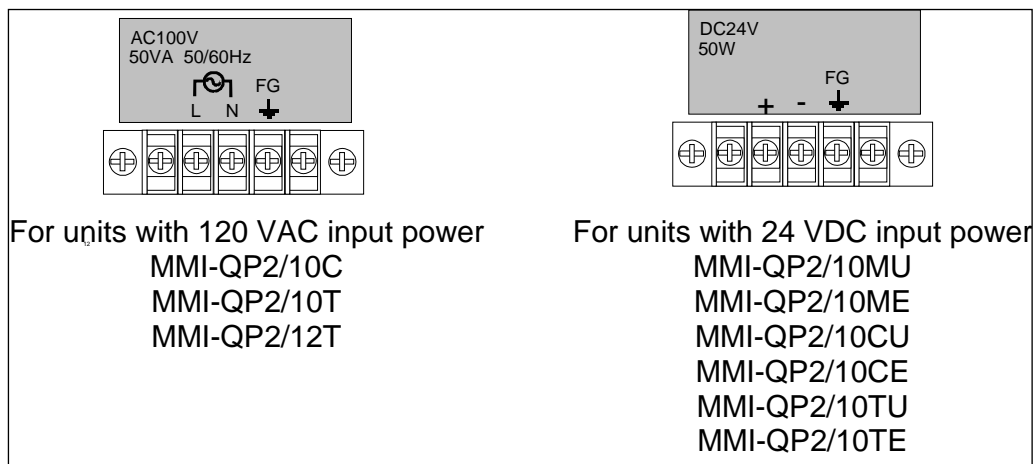 AC100V
50VA 50/60Hz
FG
L N
For units with 120 VAC input power
12
MMI-QP2/10C
MMI-QP2/10T
MMI-QP2/12T
DC24V
50W
FG
+ -
For units with 24 VDC input power
MMI-QP2/10MU
MMI-QP2/10ME
MMI-QP2/10CU
MMI-QP2/10CE
MMI-QP2/10TU
MMI-QP2/10TE